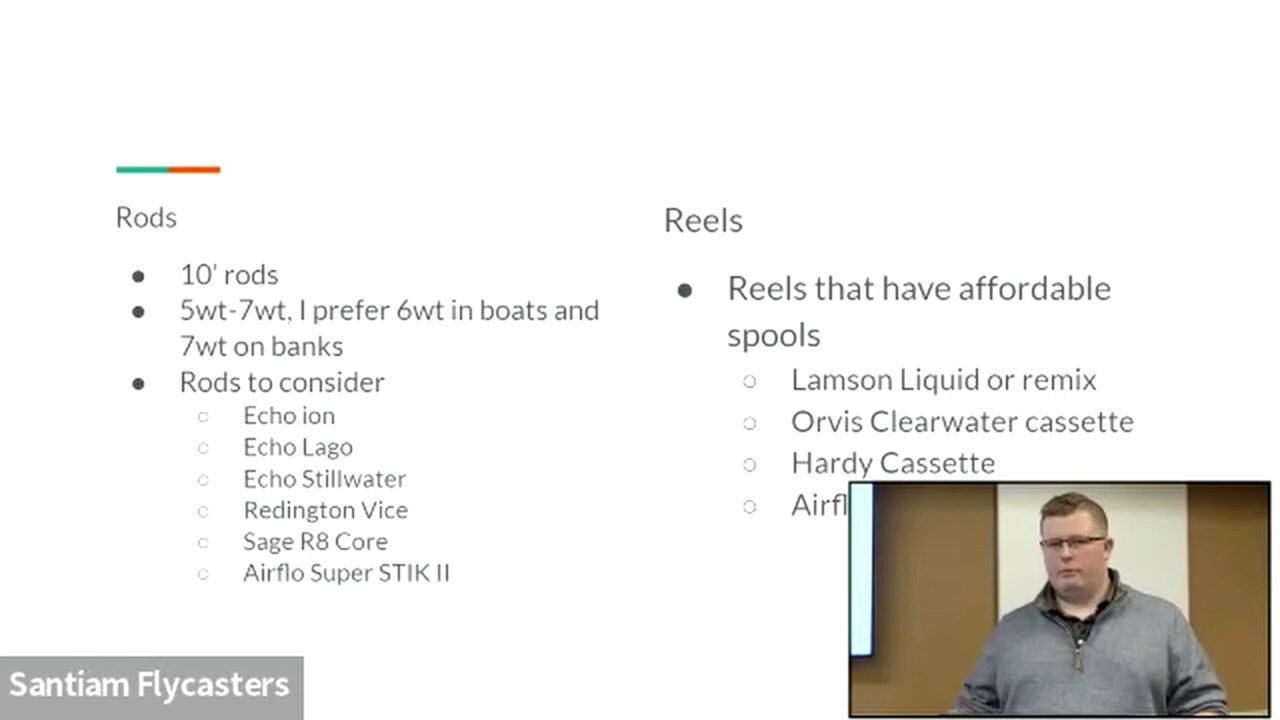 Rods
10' rods
5wt-7wt, I prefer 6wt in boats and
7wt on banks
Rods to consider
Echo ion
Echo Lago
Echo Stillwater
Redington Vice
Sage R8 Core
Airflo Super STIK II
Reels
Reels that have affordable
spools
Lamson Liquid or remix
Orvis Clearwater cassette
Hardy Cassette
Santiam Flycasters